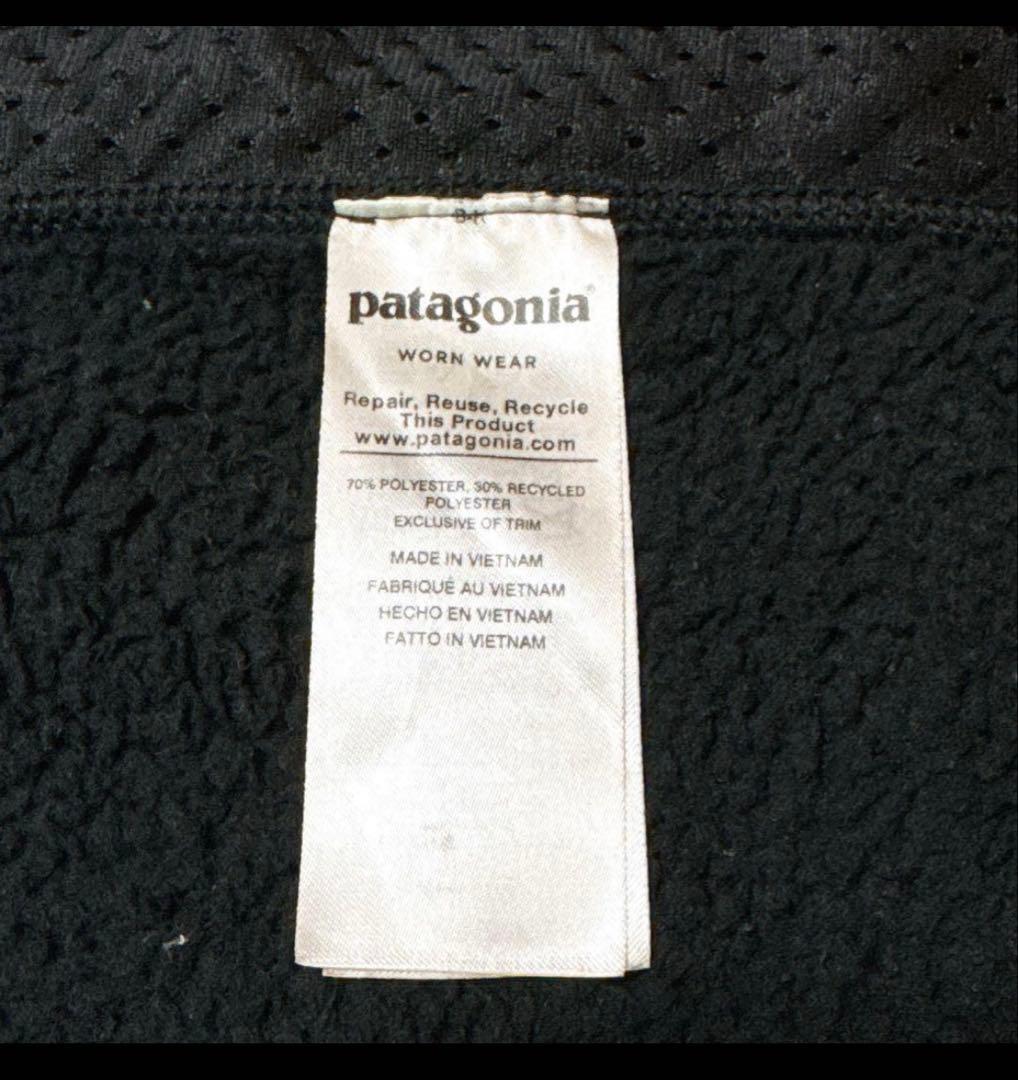 patagonia®
WORN WEAR
Repair, Reuse, Recycle
This Product
www.patagonia.com
70% POLYESTER, 30% RECYCLED
POLYESTER
EXCLUSIVE OF TRIM
MADE IN VIETNAM
FABRIQUÉ AU VIETNAM
HECHO EN VIETNAM
FATTO IN VIETNAM